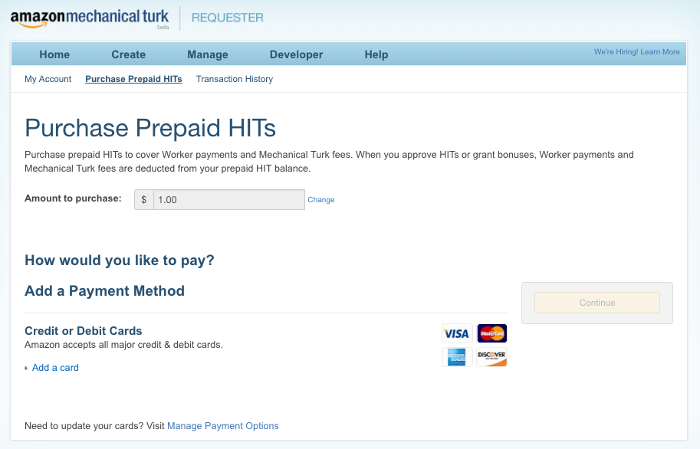 amazonmechanical turk
beta
REQUESTER
Home Create Manage Developer Help
We're Hiring! Learn More
My Account Purchase Prepaid HITs Transaction History
Purchase Prepaid HITs
Purchase prepaid HITs to cover Worker payments and Mechanical Turk fees. When you approve HITs or grant bonuses, Worker payments and
Mechanical Turk fees are deducted from your prepaid HIT balance.
Amount to purchase: $ 1.00 Change
How would you like to pay?
Add a Payment Method
Continue
Credit or Debit Cards
Amazon accepts all major credit & debit cards.
VISA MasterCard
DISCOVER
Add a card
Need to update your cards? Visit Manage Payment Options